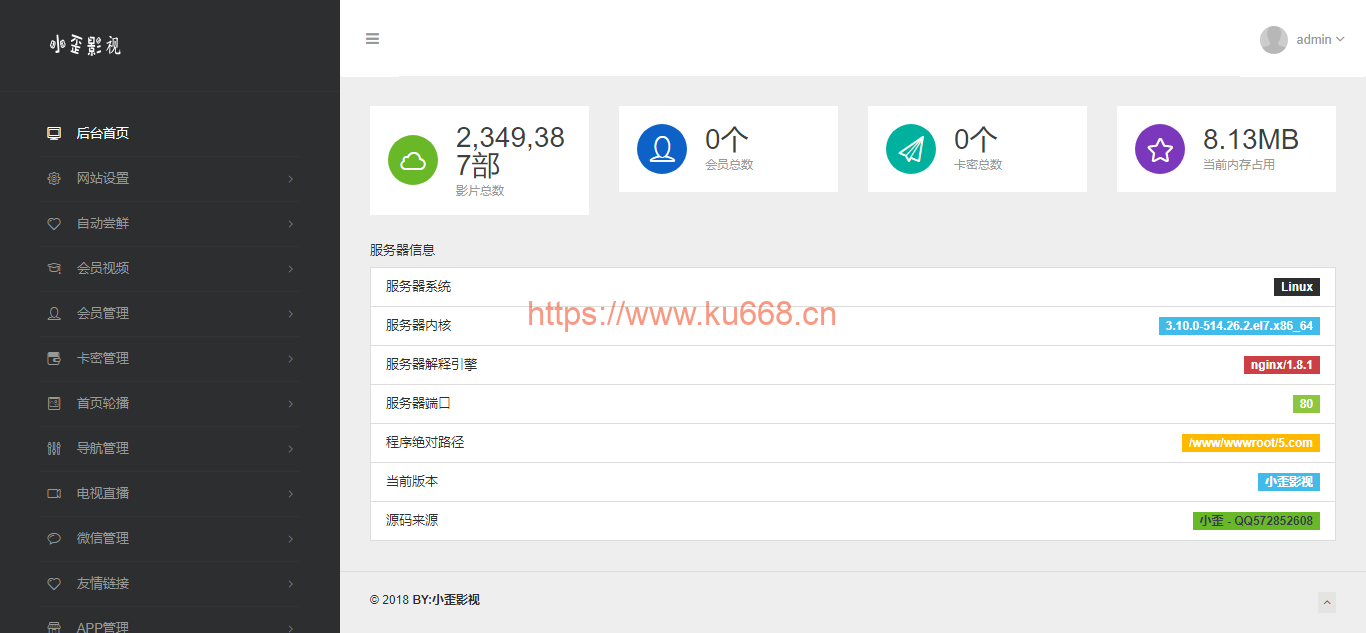 小歪影视
admin
后台首页
网站设置
自动尝鲜
会员视频
会员管理
卡密管理
首页轮播
导航管理
电视直播
微信管理
友情链接
APP管理
2,349,38
7部
影片总数
0个
会员总数
0个
卡密总数
8.13MB
当前内存占用
服务器信息
服务器系统 Linux
https://www.ku668.cn
服务器内核 3.10.0-514.26.2.el7.x86_64
服务器解释引擎 nginx/1.8.1
服务器端口 80
程序绝对路径 /www/wwwroot/5.com
当前版本 小歪影视
源码来源 小歪 - QQ572852608
© 2018 BY:小歪影视